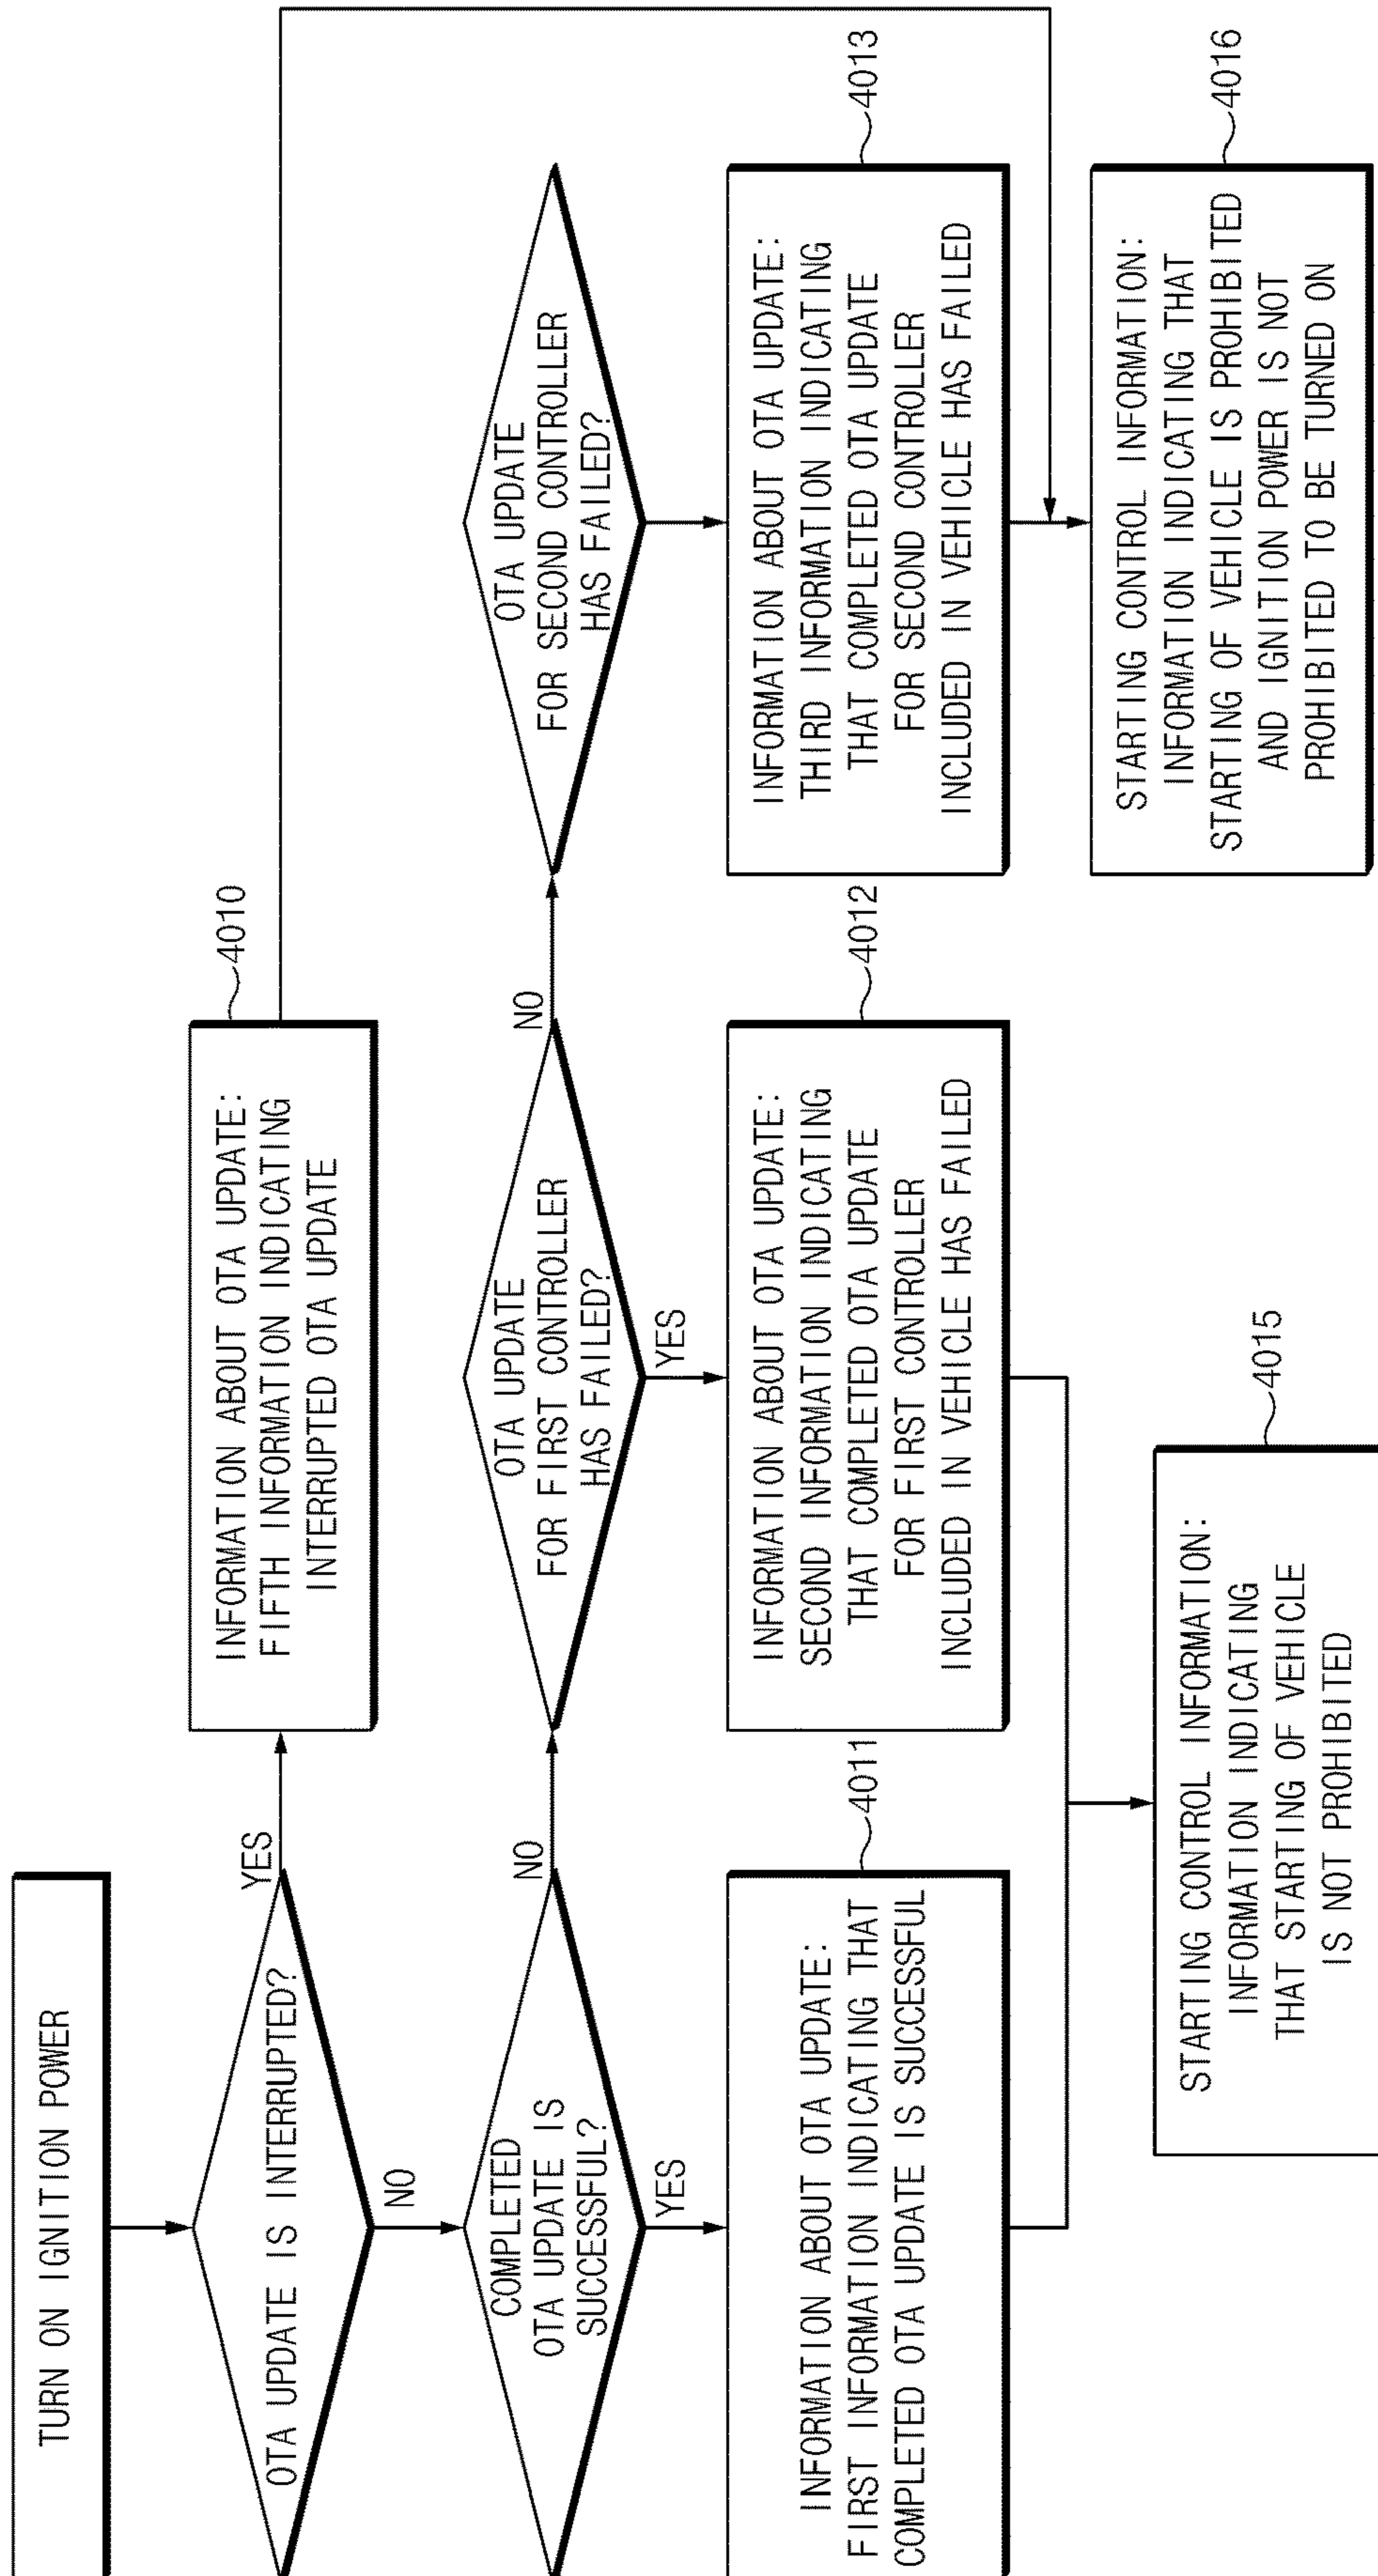 TURN ON IGNITION POWER
OTA UPDATE IS INTERRUPTED?
YES
NO
INFORMATION ABOUT OTA UPDATE:
FIFTH INFORMATION INDICATING
INTERRUPTED OTA UPDATE
4010
COMPLETED
OTA UPDATE IS
SUCCESSFUL?
NO
YES
OTA UPDATE
FOR FIRST CONTROLLER
HAS FAILED?
NO
YES
OTA UPDATE
FOR SECOND CONTROLLER
HAS FAILED?
INFORMATION ABOUT OTA UPDATE:
FIRST INFORMATION INDICATING THAT
COMPLETED OTA UPDATE IS SUCCESSFUL
4011
INFORMATION ABOUT OTA UPDATE:
SECOND INFORMATION INDICATING
THAT COMPLETED OTA UPDATE
FOR FIRST CONTROLLER
INCLUDED IN VEHICLE HAS FAILED
4012
INFORMATION ABOUT OTA UPDATE:
THIRD INFORMATION INDICATING
THAT COMPLETED OTA UPDATE
FOR SECOND CONTROLLER
INCLUDED IN VEHICLE HAS FAILED
4013
STARTING CONTROL INFORMATION:
INFORMATION INDICATING
THAT STARTING OF VEHICLE
IS NOT PROHIBITED
4015
STARTING CONTROL INFORMATION:
INFORMATION INDICATING THAT
STARTING OF VEHICLE IS PROHIBITED
AND IGNITION POWER IS NOT
PROHIBITED TO BE TURNED ON
4016